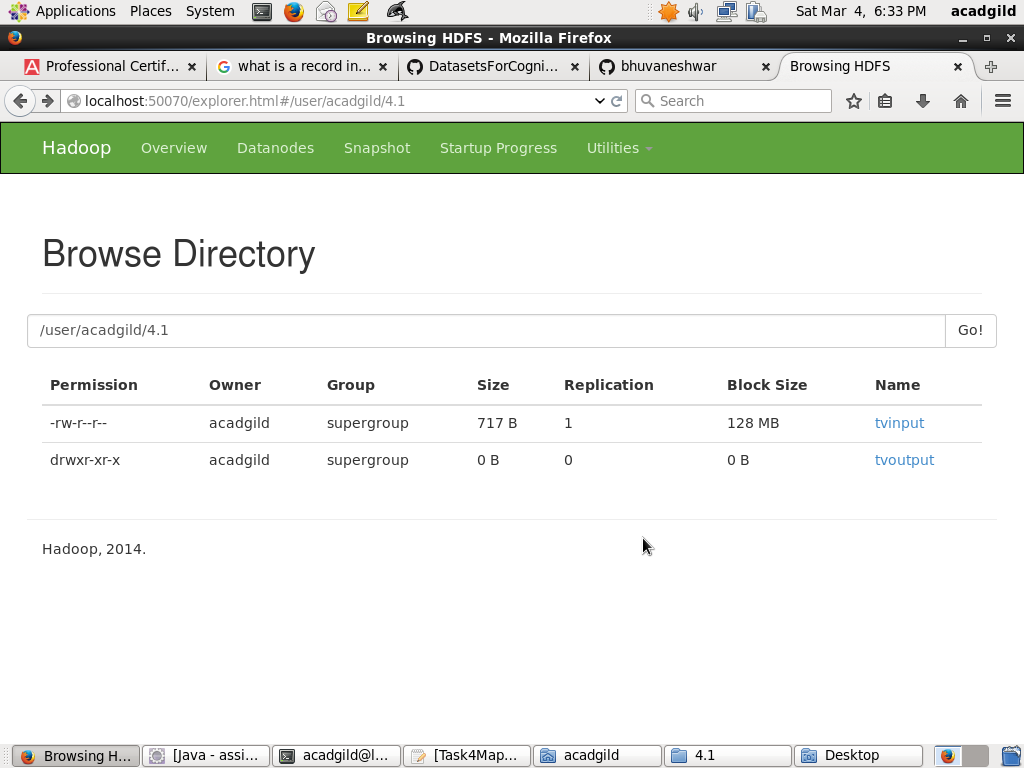 Applications Places System Sat Mar 4, 6:33 PM acadgild
Browsing HDFS - Mozilla Firefox
Professional Certif... what is a record in... DatasetsForCogni... bhuvaneshwar Browsing HDFS
localhost:50070/explorer.html#/user/acadgild/4.1 Search
Hadoop Overview Datanodes Snapshot Startup Progress Utilities
Browse Directory
/user/acadgild/4.1 Go!
Permission Owner Group Size Replication Block Size Name
-rw-r--r-- acadgild supergroup 717 B 1 128 MB tvinput
drwxr-xr-x acadgild supergroup 0 B 0 0 B tvoutput
Hadoop, 2014.
Browsing H... [Java - assi... acadgild@l... [Task4Map... acadgild 4.1 Desktop